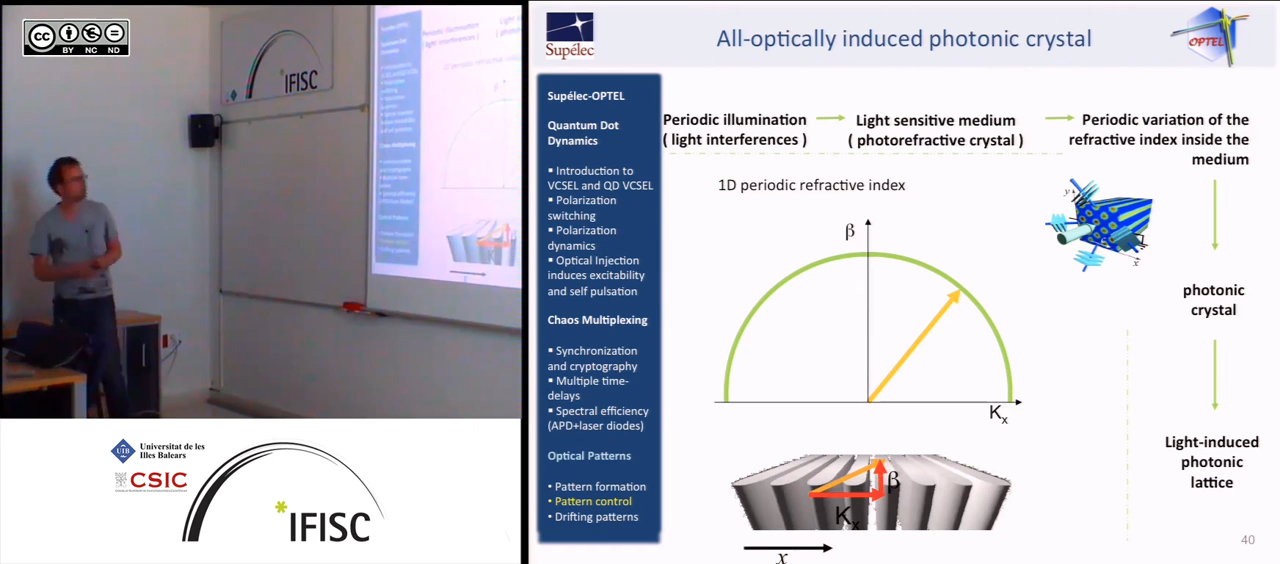 cc
BY NC ND
IFISC
Universitat de les
Illes Balears
UIB
CSIC
*IFISC
Supélec
All-optically induced photonic crystal
OPTEL
Supélec-OPTEL
Quantum Dot
Dynamics
▪ Introduction to
VCSEL and QD VCSEL
▪ Polarization
switching
▪ Polarization
dynamics
▪ Optical Injection
induces excitability
and self pulsation
Chaos Multiplexing
▪ Synchronization
and cryptography
▪ Multiple time-
delays
▪ Spectral efficiency
(APD+laser diodes)
Optical Patterns
• Pattern formation
• Pattern control
• Drifting patterns
Periodic illumination
( light interferences )
Light sensitive medium
( photorefractive crystal )
Periodic variation of the
refractive index inside the
medium
1D periodic refractive index
β
Kx
β
Kx
x
y
x
photonic
crystal
Light-induced
photonic
lattice
40